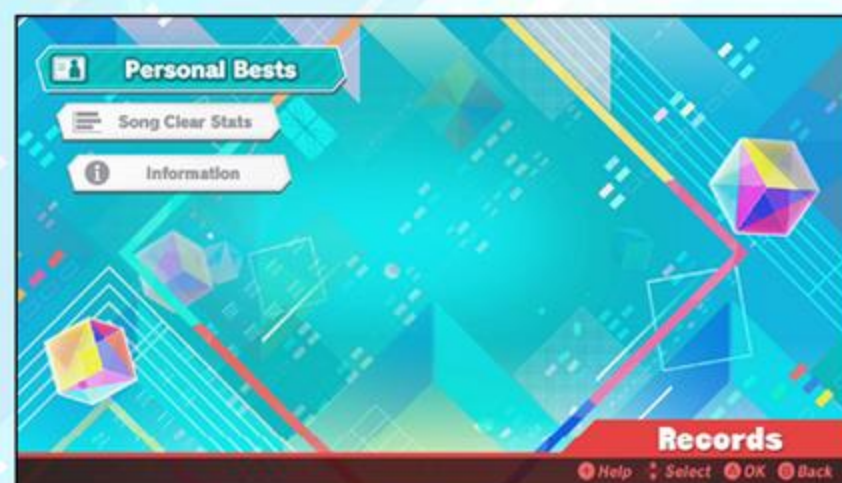 Personal Bests
Song Clear Stats
Information
Records
Help Select OK Back